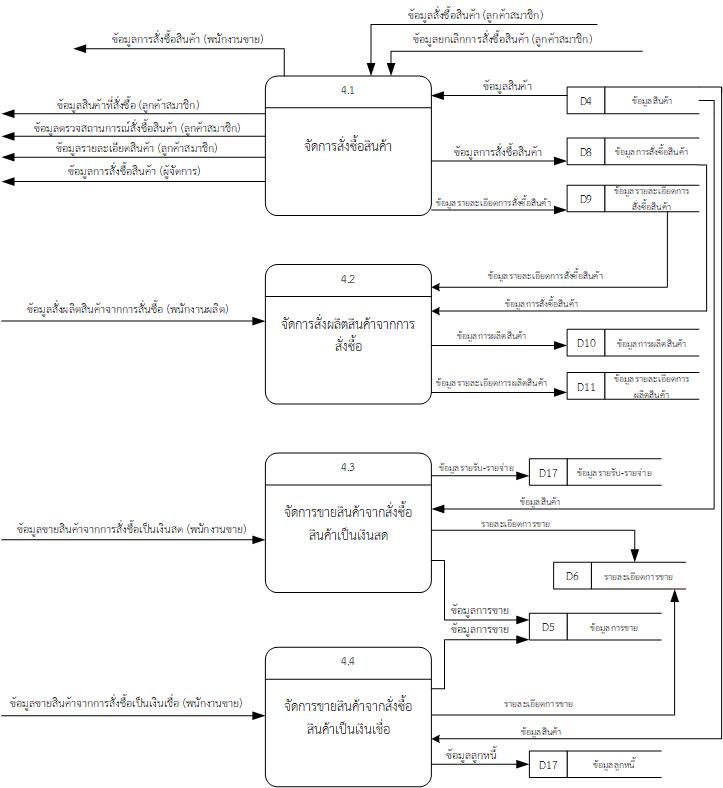 ข้อมูลสั่งซื้อสินค้า (ลูกค้าสมาชิก)
ข้อมูลการสั่งซื้อสินค้า (พนักงานขาย)
ข้อมูลยกเลิกการสั่งซื้อสินค้า (ลูกค้าสมาชิก)
4.1
จัดการสั่งซื้อสินค้า
ข้อมูลสินค้าที่สั่งซื้อ (ลูกค้าสมาชิก)
ข้อมูลตรวจสถานการณ์สั่งซื้อสินค้า (ลูกค้าสมาชิก)
ข้อมูลรายละเอียดสินค้า (ลูกค้าสมาชิก)
ข้อมูลการสั่งซื้อสินค้า (ผู้จัดการ)
ข้อมูลสินค้า
D4 ข้อมูลสินค้า
ข้อมูลการสั่งซื้อสินค้า
D8 ข้อมูลการสั่งซื้อสินค้า
ข้อมูลรายละเอียดการสั่งซื้อสินค้า
D9 ข้อมูลรายละเอียดการ
สั่งซื้อสินค้า
4.2
จัดการสั่งผลิตสินค้าจากการ
สั่งซื้อ
ข้อมูลสั่งผลิตสินค้าจากการสั่นซื้อ (พนักงานผลิต)
ข้อมูลรายละเอียดการสั่งซื้อสินค้า
ข้อมูลการสั่งซื้อสินค้า
ข้อมูลการผลิตสินค้า
D10 ข้อมูลการผลิตสินค้า
ข้อมูลรายละเอียดการผลิตสินค้า
D11 ข้อมูลรายละเอียดการ
ผลิตสินค้า
4.3
จัดการขายสินค้าจากสั่งซื้อ
สินค้าเป็นเงินสด
ข้อมูลขายสินค้าจากการสั่งซื้อเป็นเงินสด (พนักงานขาย)
ข้อมูลรายรับ-รายจ่าย
D17 ข้อมูลรายรับ-รายจ่าย
ข้อมูลสินค้า
รายละเอียดการขาย
D6 รายละเอียดการขาย
ข้อมูลการขาย
ข้อมูลการขาย
D5 ข้อมูลการขาย
4.4
จัดการขายสินค้าจากสั่งซื้อ
สินค้าเป็นเงินเชื่อ
ข้อมูลขายสินค้าจากการสั่งซื้อเป็นเงินเชื่อ (พนักงานขาย)
รายละเอียดการขาย
ข้อมูลสินค้า
ข้อมูลลูกหนี้
D17 ข้อมูลลูกหนี้